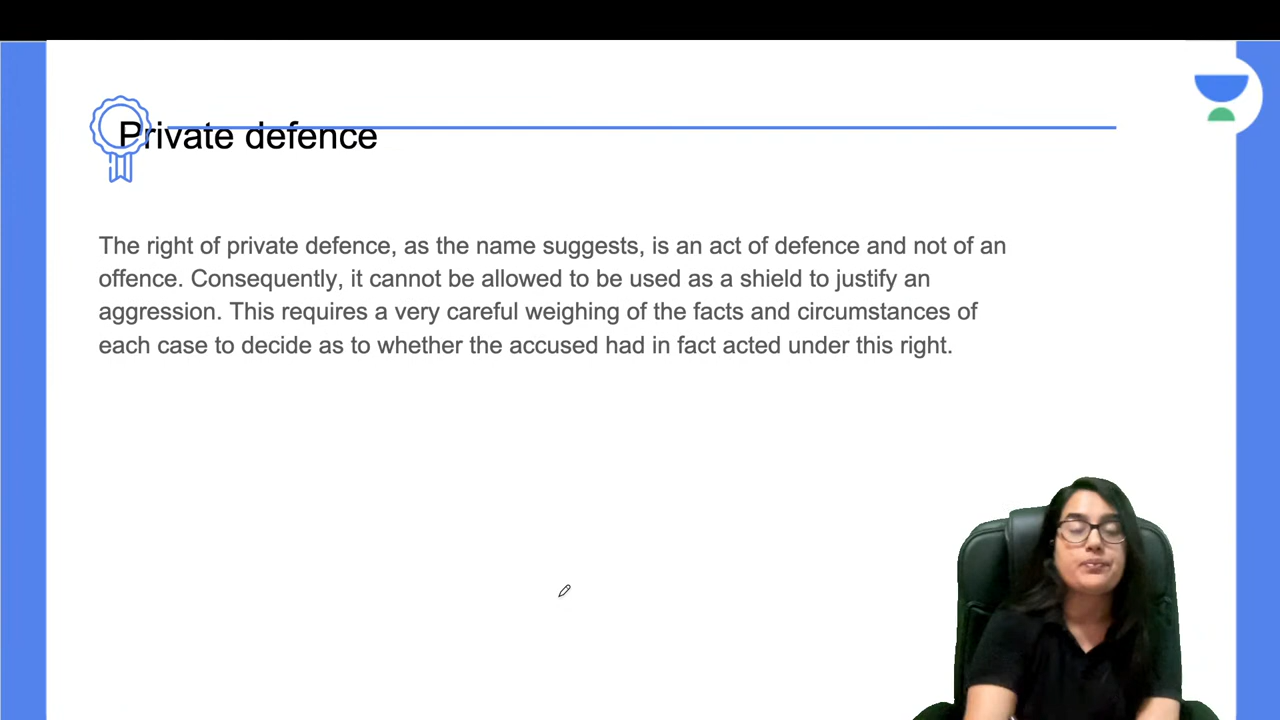 Private defence
The right of private defence, as the name suggests, is an act of defence and not of an
offence. Consequently, it cannot be allowed to be used as a shield to justify an
aggression. This requires a very careful weighing of the facts and circumstances of
each case to decide as to whether the accused had in fact acted under this right.